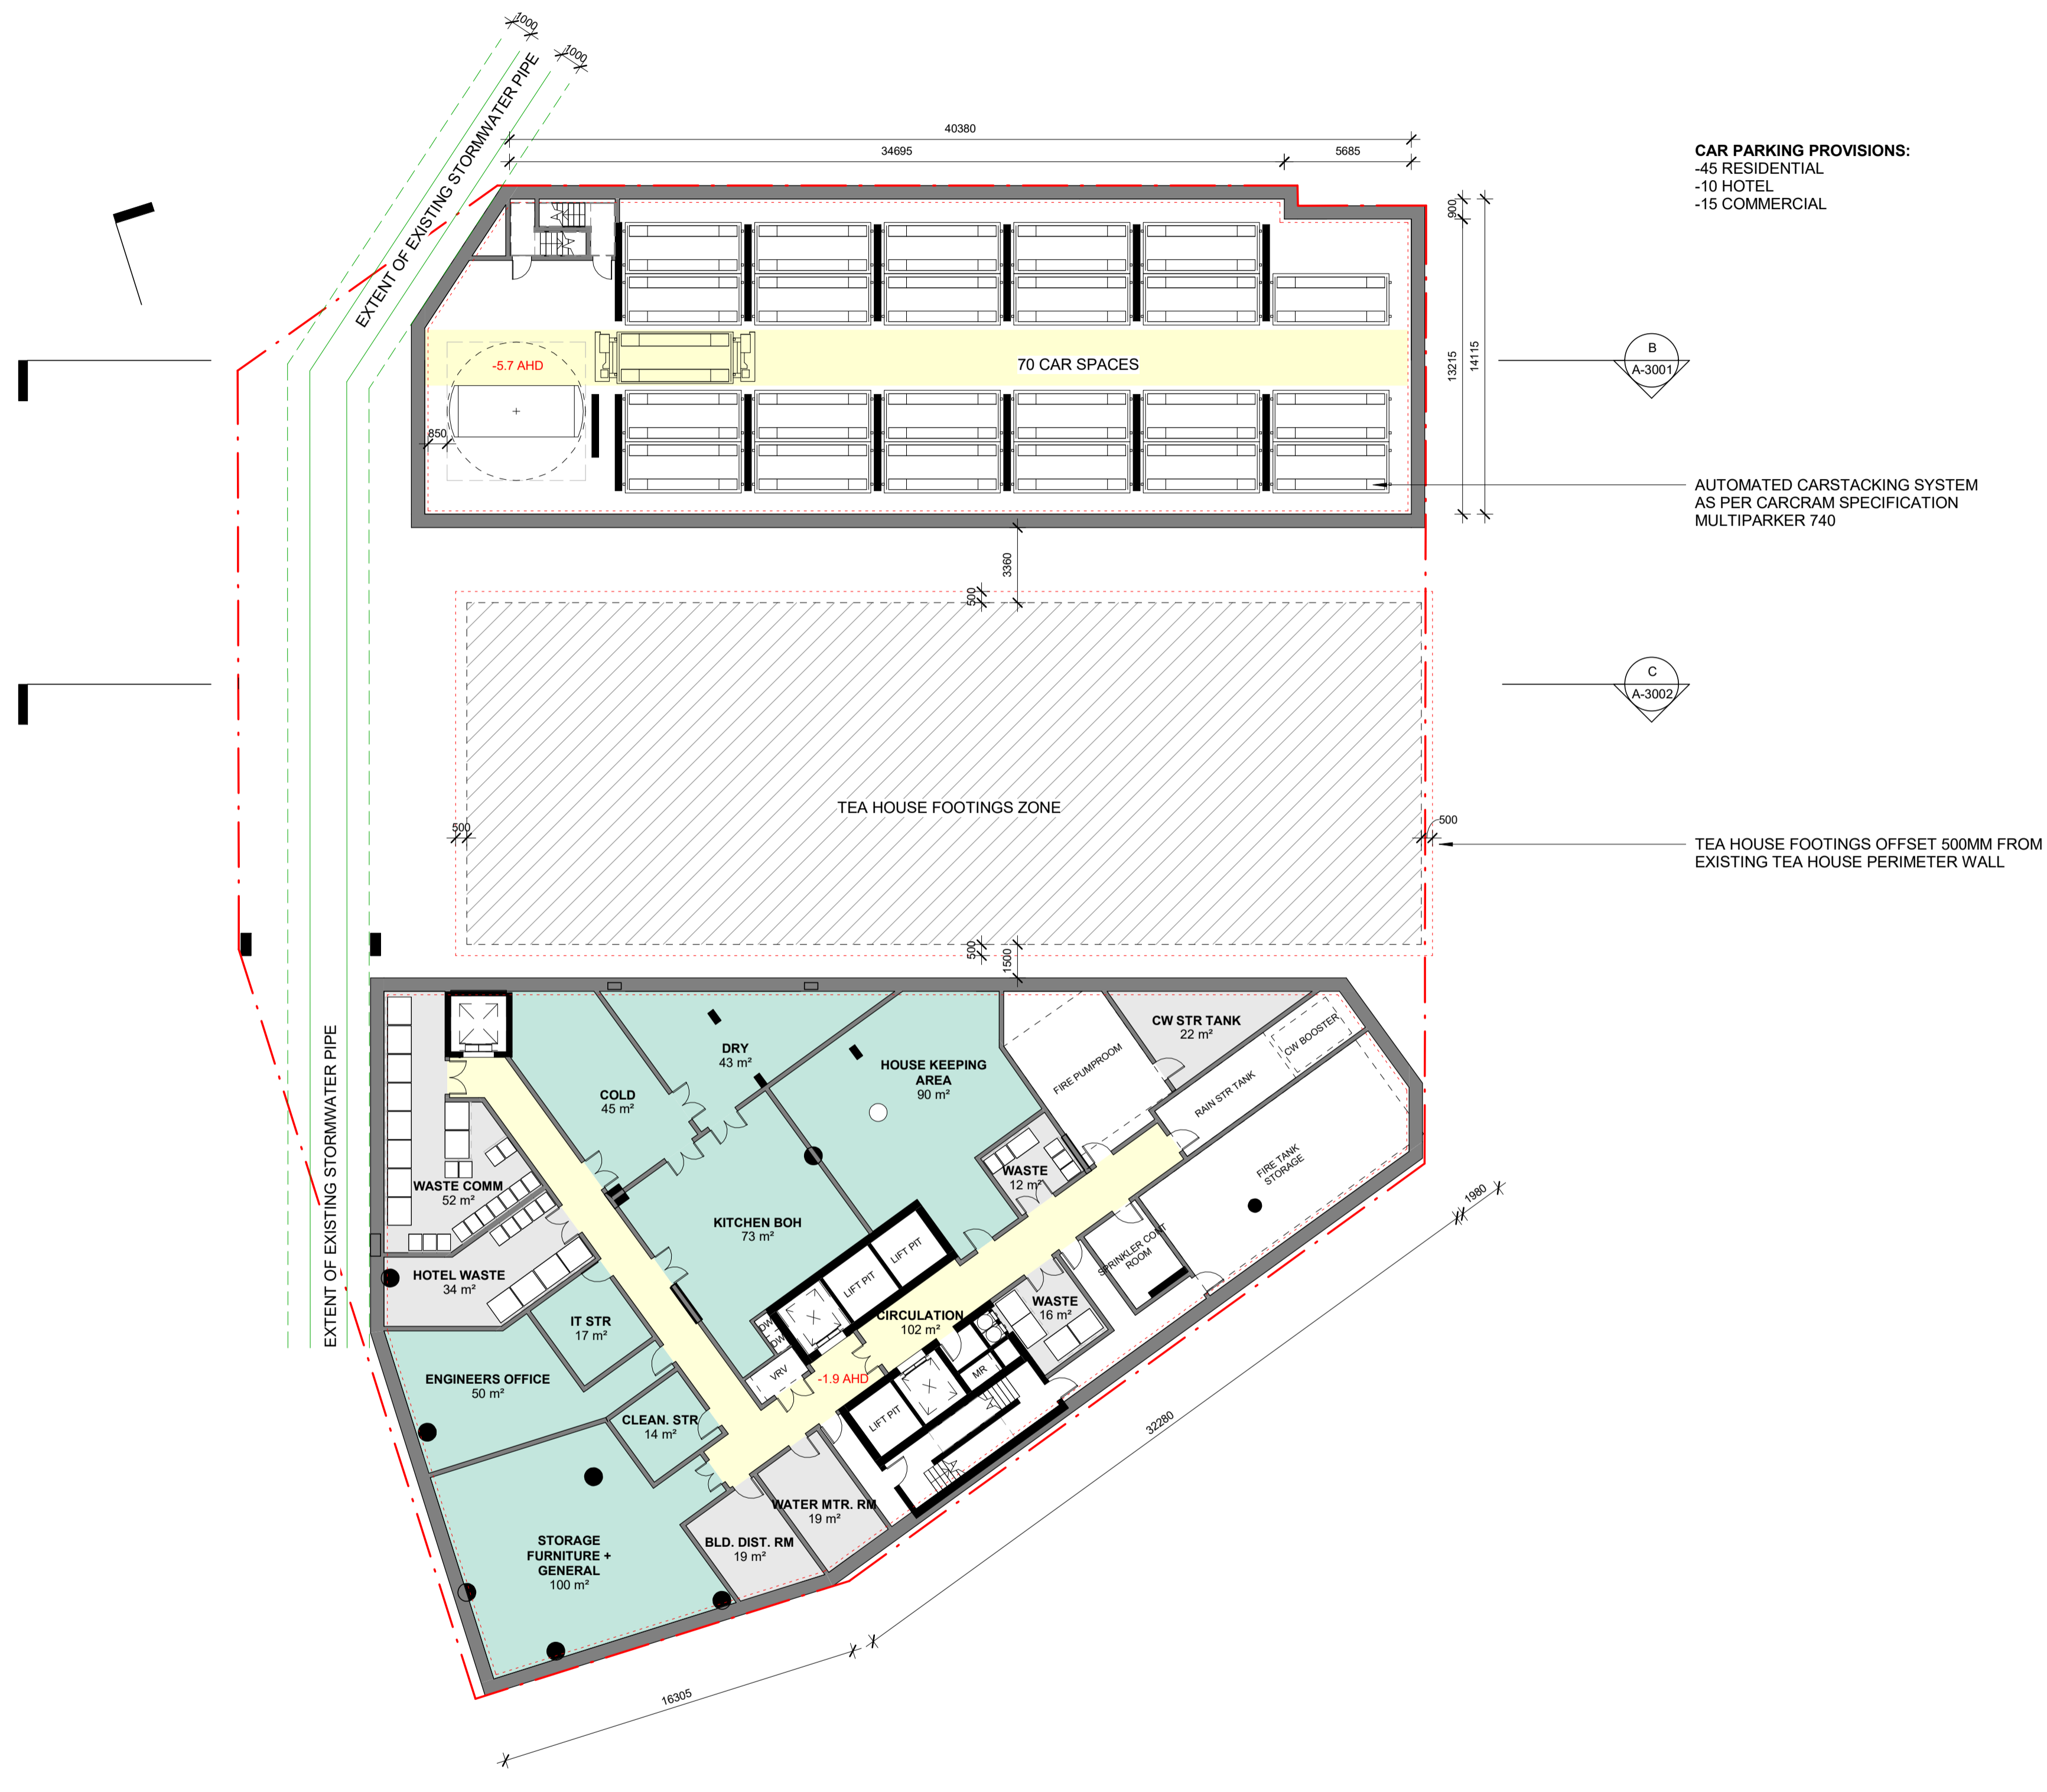 1000
1000
EXTENT OF EXISTING STORMWATER PIPE
40380
34695
5685
CAR PARKING PROVISIONS:
-45 RESIDENTIAL
-10 HOTEL
-15 COMMERCIAL
900
13215
14115
-5.7 AHD
70 CAR SPACES
B
A-3001
850
AUTOMATED CARSTACKING SYSTEM
AS PER CARCRAM SPECIFICATION
MULTIPARKER 740
3360
500
C
A-3002
TEA HOUSE FOOTINGS ZONE
500
500
TEA HOUSE FOOTINGS OFFSET 500MM FROM
EXISTING TEA HOUSE PERIMETER WALL
500
1500
EXTENT OF EXISTING STORMWATER PIPE
CW STR TANK
22 m²
CW BOOSTER
DRY
43 m²
HOUSE KEEPING
AREA
90 m²
FIRE PUMPROOM
RAIN STR TANK
COLD
45 m²
FIRE TANK
STORAGE
WASTE
12 m²
WASTE COMM
52 m²
KITCHEN BOH
73 m²
LIFT PIT
LIFT PIT
SPRINKLER CONT
ROOM
1980
HOTEL WASTE
34 m²
IT STR
17 m²
DW
DW
CIRCULATION
102 m²
WASTE
16 m²
ENGINEERS OFFICE
50 m²
VRV
-1.9 AHD
MR
CLEAN. STR
14 m²
LIFT PIT
32280
WATER MTR. RM
19 m²
BLD. DIST. RM
19 m²
STORAGE
FURNITURE +
GENERAL
100 m²
16305